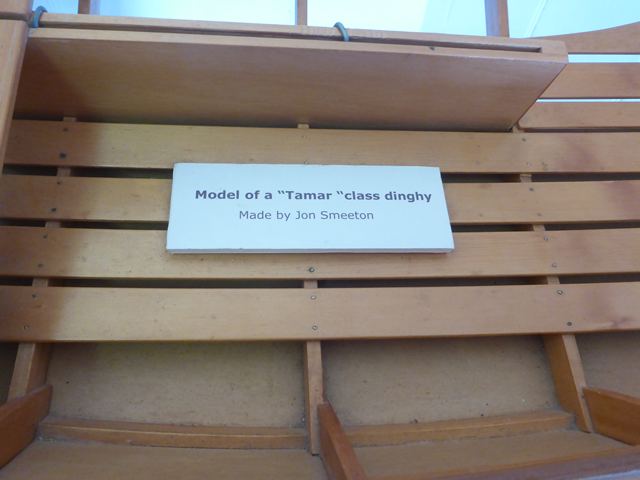 Model of a “Tamar “class dinghy
Made by Jon Smeeton